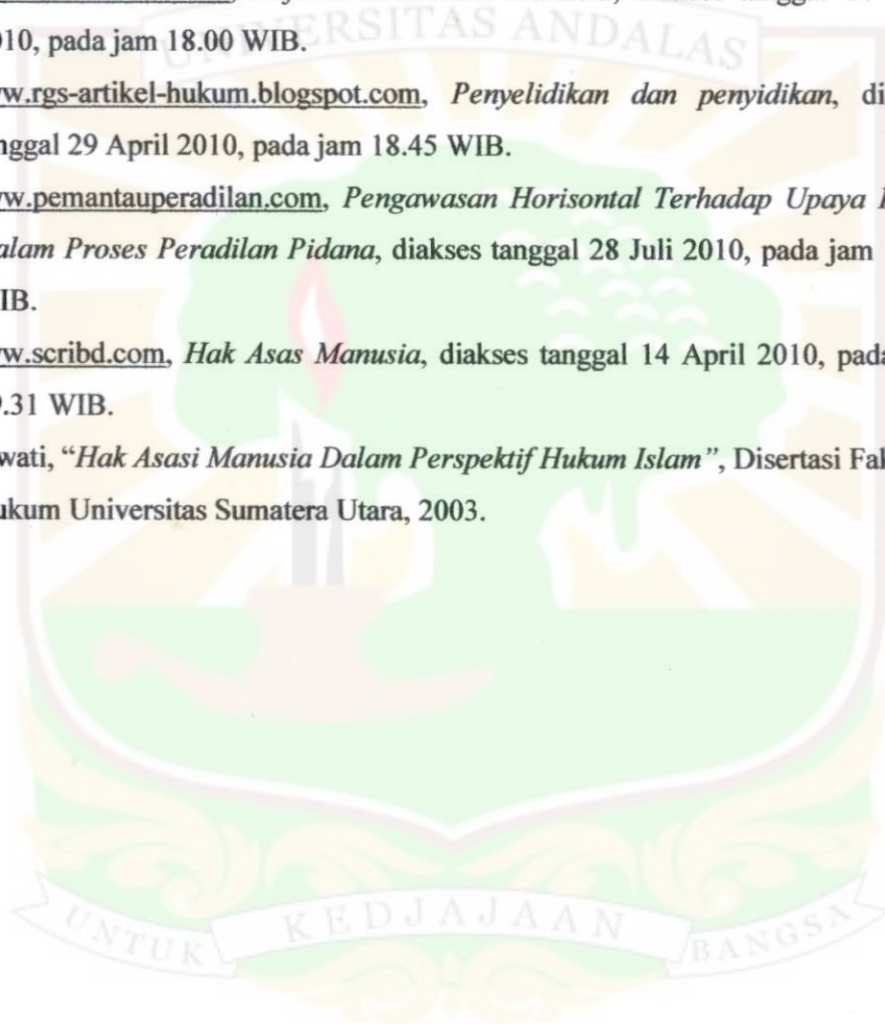 UNIVERSITAS ANDALAS
010, pada jam 18.00 WIB.
w.rgs-artikel-hukum.blogspot.com, Penyelidikan dan penyidikan, di
nggal 29 April 2010, pada jam 18.45 WIB.
w.pemantauperadilan.com, Pengawasan Horisontal Terhadap Upaya
alam Proses Peradilan Pidana, diakses tanggal 28 Juli 2010, pada jam
IB.
w.scribd.com, Hak Asas Manusia, diakses tanggal 14 April 2010, pada
.31 WIB.
wati, “Hak Asasi Manusia Dalam Perspektif Hukum Islam”, Disertasi Fa
ukum Universitas Sumatera Utara, 2003.
UNTUK KEDJAJAAN BANGSA